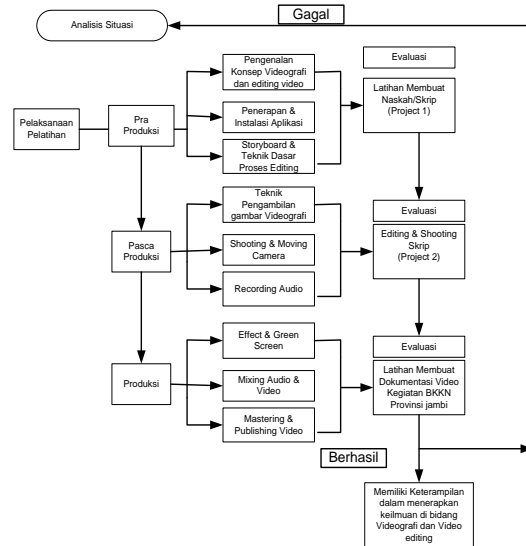 Gagal
Analisis Situasi
Pengenalan
Konsep Videografi
dan editing video
Evaluasi
Latihan Membuat
Naskah/Skrip
(Project 1)
Pelaksanaan
Pelatihan
Pra
Produksi
Penerapan &
Instalasi Aplikasi
Storyboard &
Teknik Dasar
Proses Editing
Teknik
Pengambilan
gambar Videografi
Evaluasi
Editing & Shooting
Skrip
(Project 2)
Pasca
Produksi
Shooting & Moving
Camera
Recording Audio
Effect & Green
Screen
Evaluasi
Latihan Membuat
Dokumentasi Video
Kegiatan BKKN
Provinsi jambi
Produksi
Mixing Audio &
Video
Mastering &
Publishing Video
Berhasil
Memiliki Keterampilan
dalam menerapkan
keilmuan di bidang
Videografi dan Video
editing